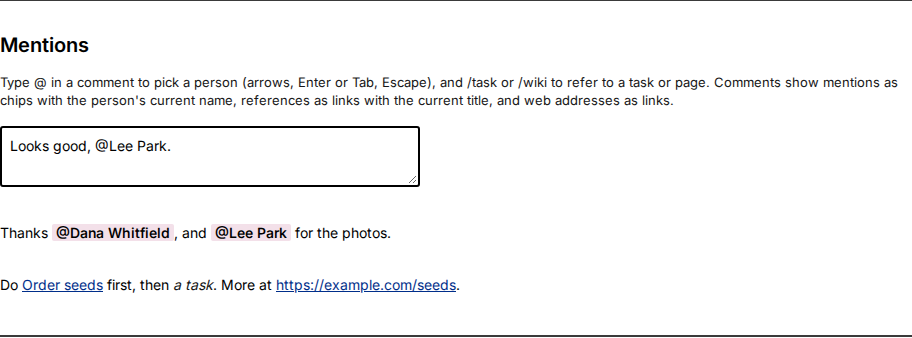 Mentions
Type @ in a comment to pick a person (arrows, Enter or Tab, Escape), and /task or /wiki to refer to a task or page. Comments show mentions as
chips with the person's current name, references as links with the current title, and web addresses as links.
Looks good, @Lee Park.
Thanks @Dana Whitfield, and @Lee Park for the photos.
Do Order seeds first, then a task. More at https://example.com/seeds.